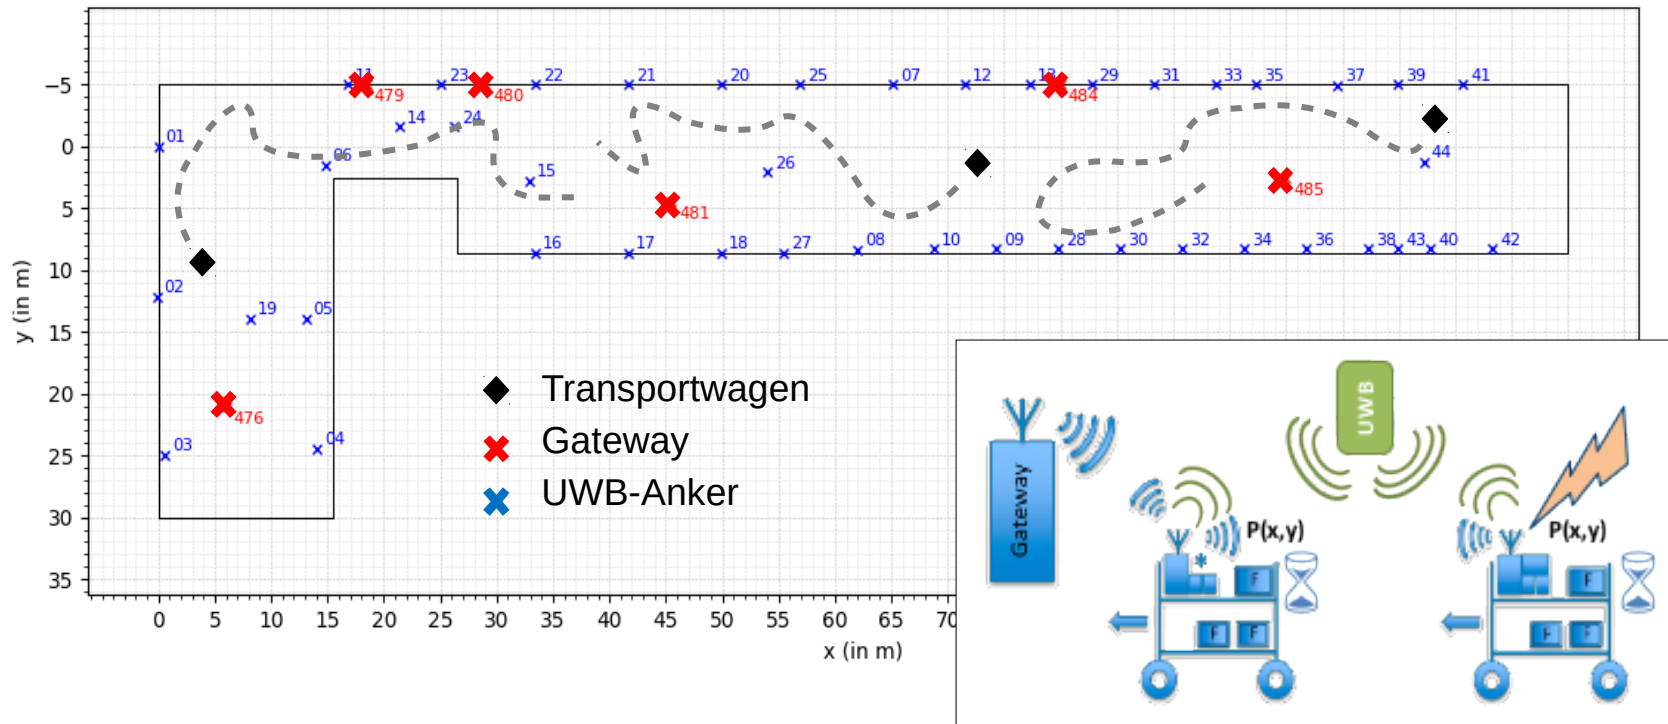 11 23 22 21 20 25 07 12 13 29 31 33 35 37 39 41
−5
479 480 484
14 24
01
0
06 26 44
15
485
5
481
16 17 18 27 08 10 09 28 30 32 34 36 38 43 40 42
10
02
19 05
15
20
476
03 04
25
30
35
y (in m)
0 5 10 15 20 25 30 35 40 45 50 55 60 65 70
x (in m)
Transportwagen
Gateway
UWB-Anker
UWB
Gateway
P(x,y) P(x,y)
*
F F
F F F F